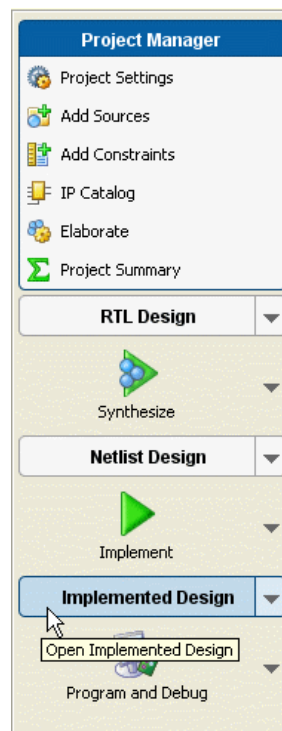 Project Manager
Project Settings
Add Sources
Add Constraints
IP Catalog
Elaborate
Project Summary
RTL Design
Synthesize
Netlist Design
Implement
Implemented Design
Open Implemented Design
Program and Debug